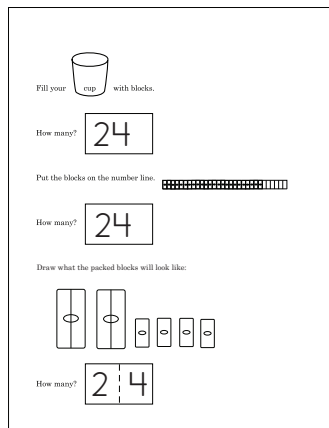 Fill your cup with blocks.
How many? 24
Put the blocks on the number line.
How many? 24
Draw what the packed blocks will look like:
How many? 2 4